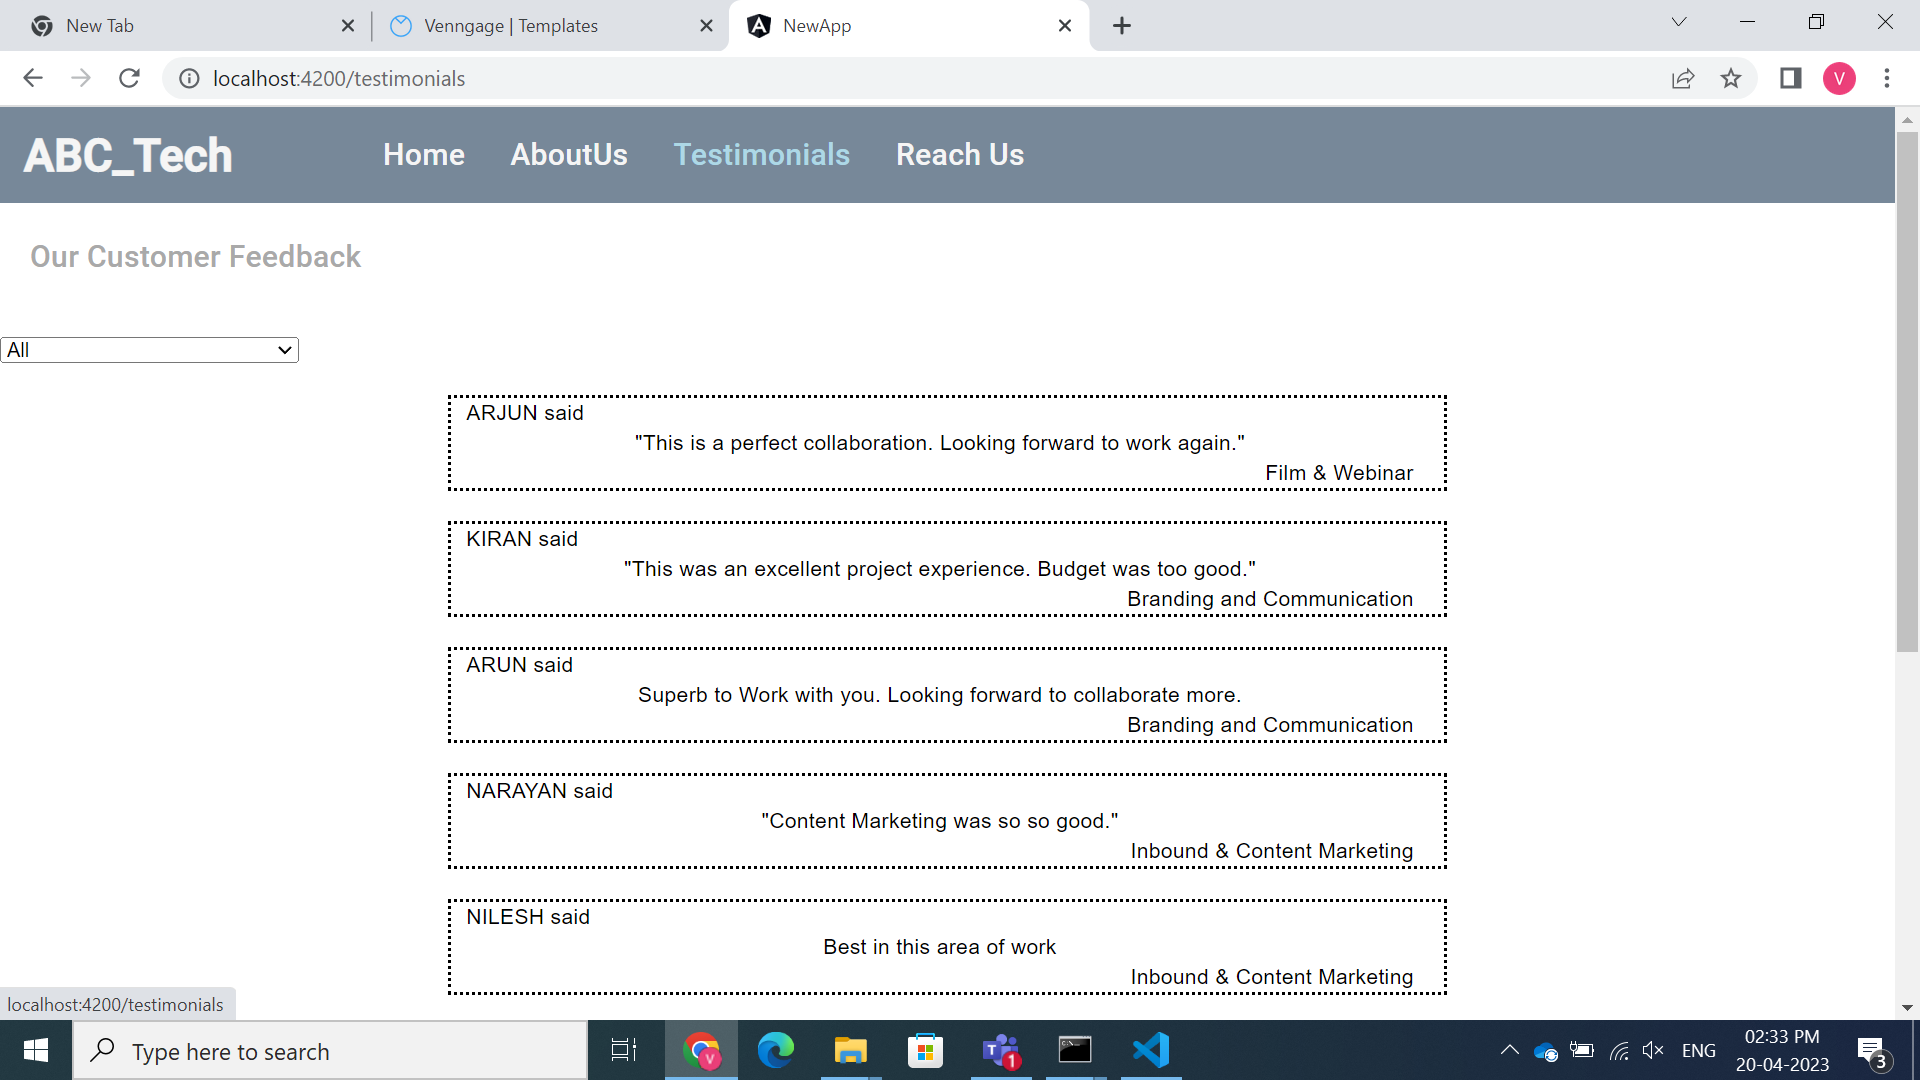 New Tab
Venngage | Templates
NewApp
localhost:4200/testimonials
V
ABC_Tech
Home
AboutUs
Testimonials
Reach Us
Our Customer Feedback
All
ARJUN said
"This is a perfect collaboration. Looking forward to work again."
Film & Webinar
KIRAN said
"This was an excellent project experience. Budget was too good."
Branding and Communication
ARUN said
Superb to Work with you. Looking forward to collaborate more.
Branding and Communication
NARAYAN said
"Content Marketing was so so good."
Inbound & Content Marketing
NILESH said
Best in this area of work
Inbound & Content Marketing
localhost:4200/testimonials
Type here to search
V
T
1
C:\_
ENG
02:33 PM
20-04-2023
3